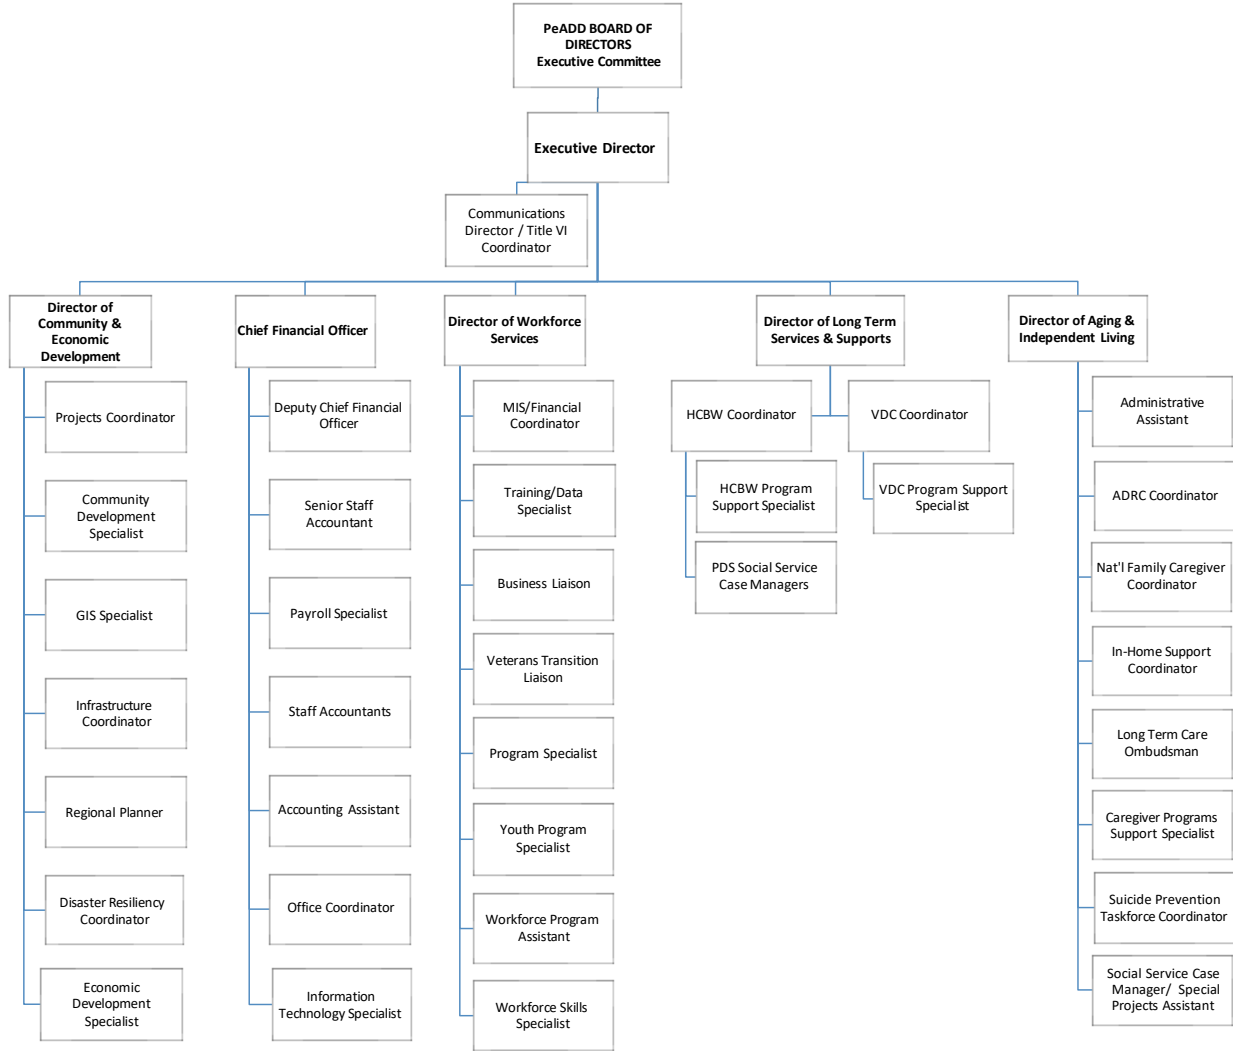 PeADD BOARD OF
DIRECTORS
Executive Committee
Executive Director
Communications
Director / Title VI
Coordinator
Director of
Community &
Economic
Development
Projects Coordinator
Community
Development
Specialist
GIS Specialist
Infrastructure
Coordinator
Regional Planner
Disaster Resiliency
Coordinator
Economic
Development
Specialist
Chief Financial Officer
Deputy Chief Financial
Officer
Senior Staff
Accountant
Payroll Specialist
Staff Accountants
Accounting Assistant
Office Coordinator
Information
Technology Specialist
Director of Workforce
Services
MIS/Financial
Coordinator
Training/Data
Specialist
Business Liaison
Veterans Transition
Liaison
Program Specialist
Youth Program
Specialist
Workforce Program
Assistant
Workforce Skills
Specialist
Director of Long Term
Services & Supports
HCBW Coordinator
HCBW Program
Support Specialist
PDS Social Service
Case Managers
VDC Coordinator
VDC Program Support
Specialist
Director of Aging &
Independent Living
Administrative
Assistant
ADRC Coordinator
Nat'l Family Caregiver
Coordinator
In-Home Support
Coordinator
Long Term Care
Ombudsman
Caregiver Programs
Support Specialist
Suicide Prevention
Taskforce Coordinator
Social Service Case
Manager/ Special
Projects Assistant